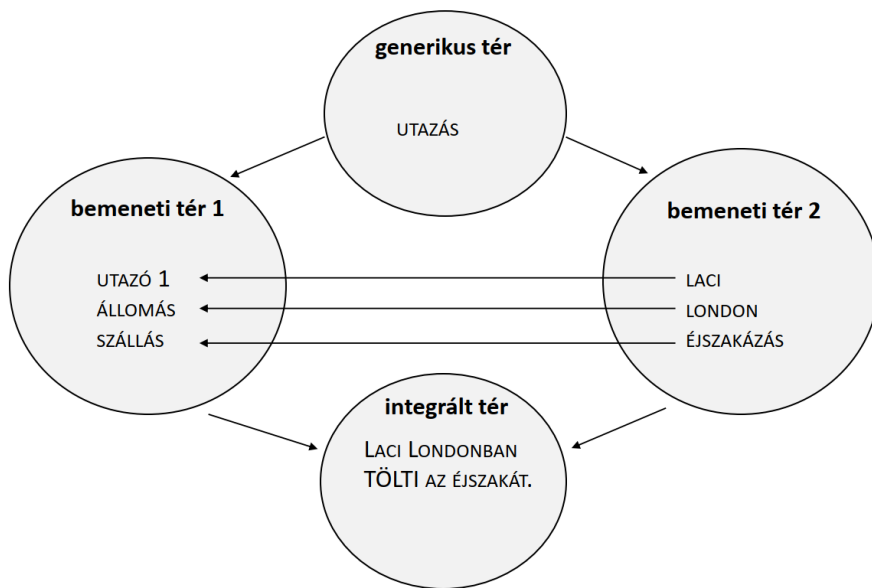 generikus tér
UTAZÁS
bemeneti tér 1
UTAZÓ 1
ÁLLOMÁS
SZÁLLÁS
bemeneti tér 2
LACI
LONDON
ÉJSZAKÁZÁS
integrált tér
LACI LONDONBAN
TÖLTI AZ ÉJSZAKÁT.